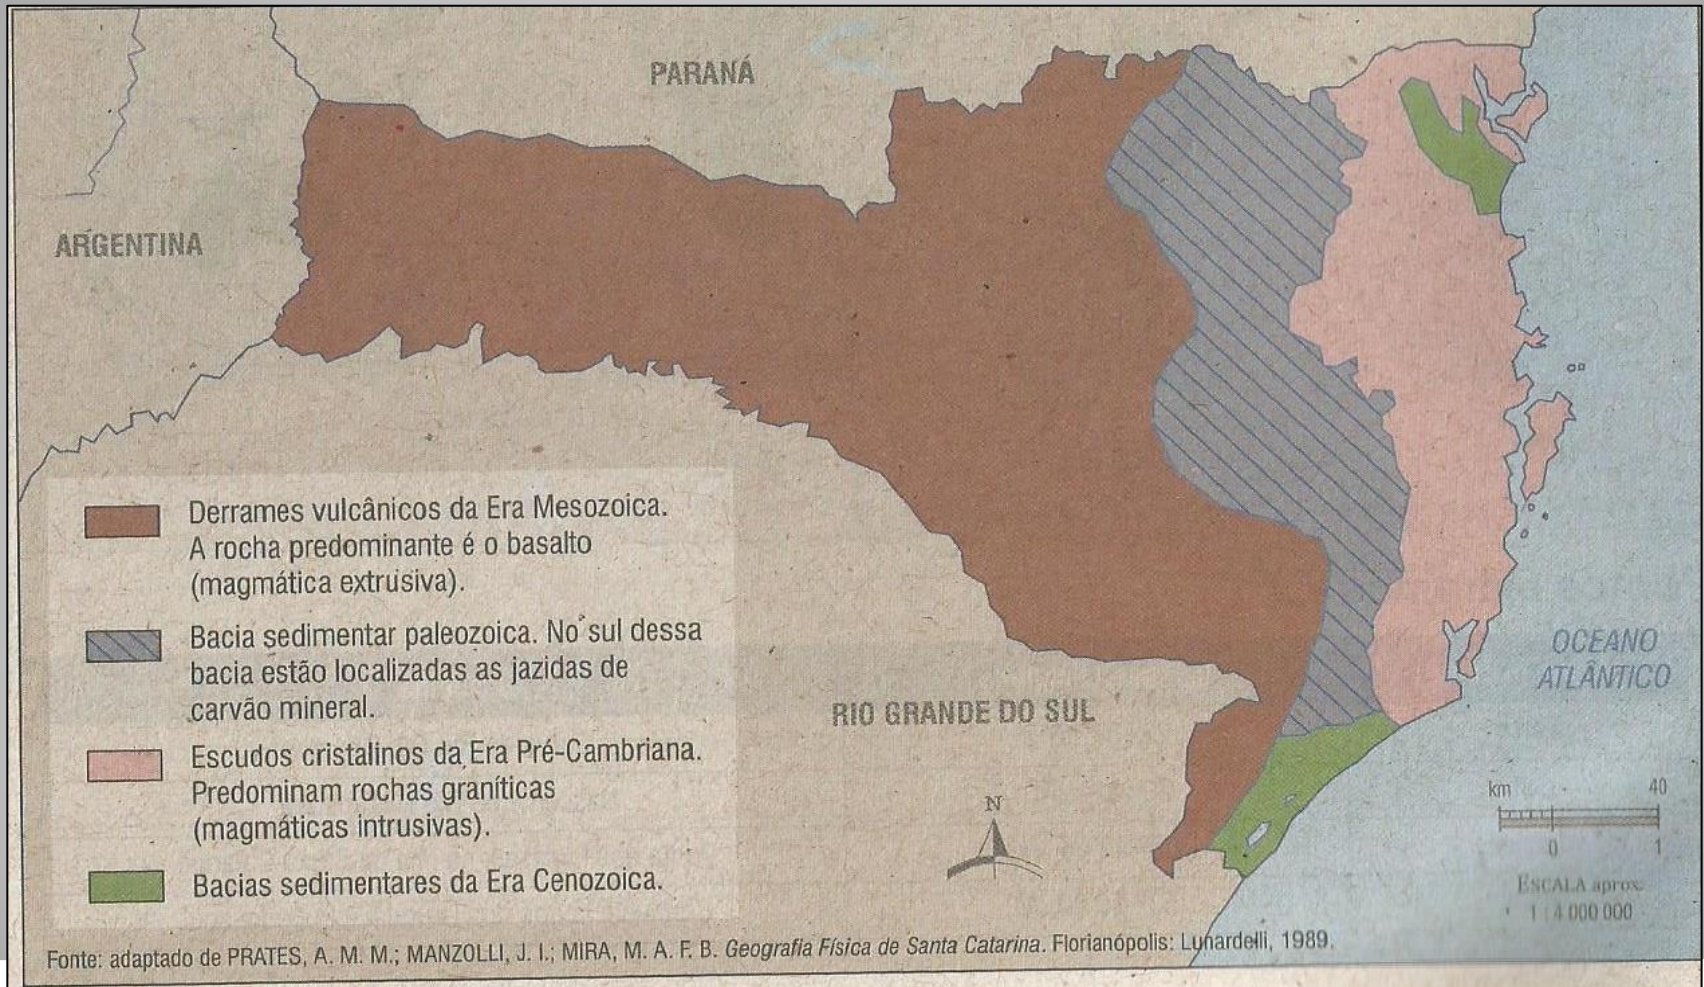 PARANÁ
ARGENTINA
Derrames vulcânicos da Era Mesozoica.
A rocha predominante é o basalto
(magmática extrusiva).
Bacia sedimentar paleozoica. No sul dessa
bacia estão localizadas as jazidas de
carvão mineral.
Escudos cristalinos da Era Pré-Cambriana.
Predominam rochas graníticas
(magmáticas intrusivas).
Bacias sedimentares da Era Cenozoica.
RIO GRANDE DO SUL
OCEANO
ATLÂNTICO
N
km 40
0 1
ESCALA aprox.
1 : 4 000 000
Fonte: adaptado de PRATES, A. M. M.; MANZOLLI, J. I.; MIRA, M. A. F. B. Geografia Física de Santa Catarina. Florianópolis: Lunardelli, 1989.